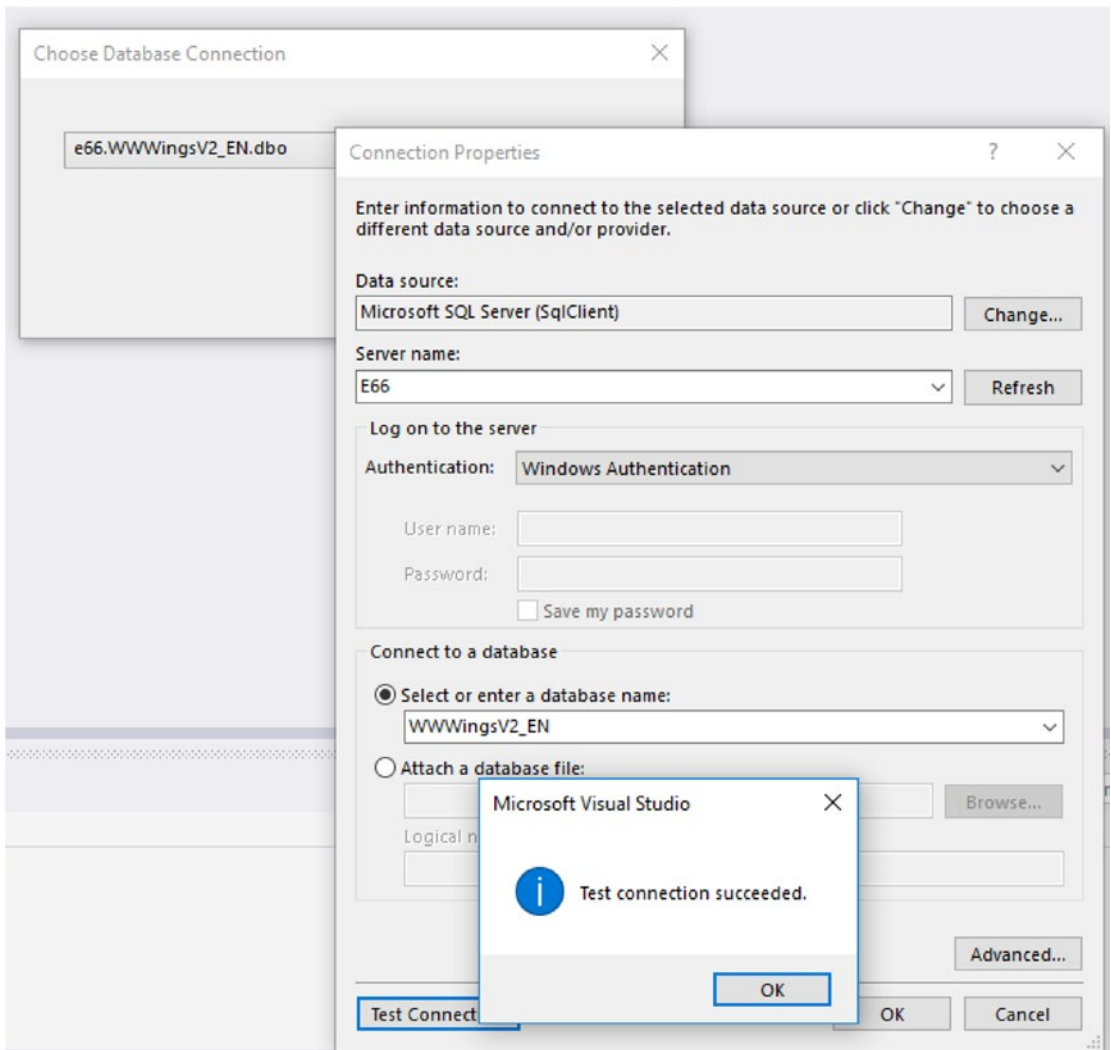 Choose Database Connection
e66.WWWingsV2_EN.dbo
Connection Properties
?
Enter information to connect to the selected data source or click "Change" to choose a
different data source and/or provider.
Data source:
Microsoft SQL Server (SqlClient)
Change...
Server name:
E66
Refresh
Log on to the server
Authentication:
Windows Authentication
User name:
Password:
Save my password
Connect to a database
Select or enter a database name:
WWWingsV2_EN
Attach a database file:
Browse...
Logical n
Microsoft Visual Studio
Test connection succeeded.
OK
Advanced...
Test Connect
OK
Cancel